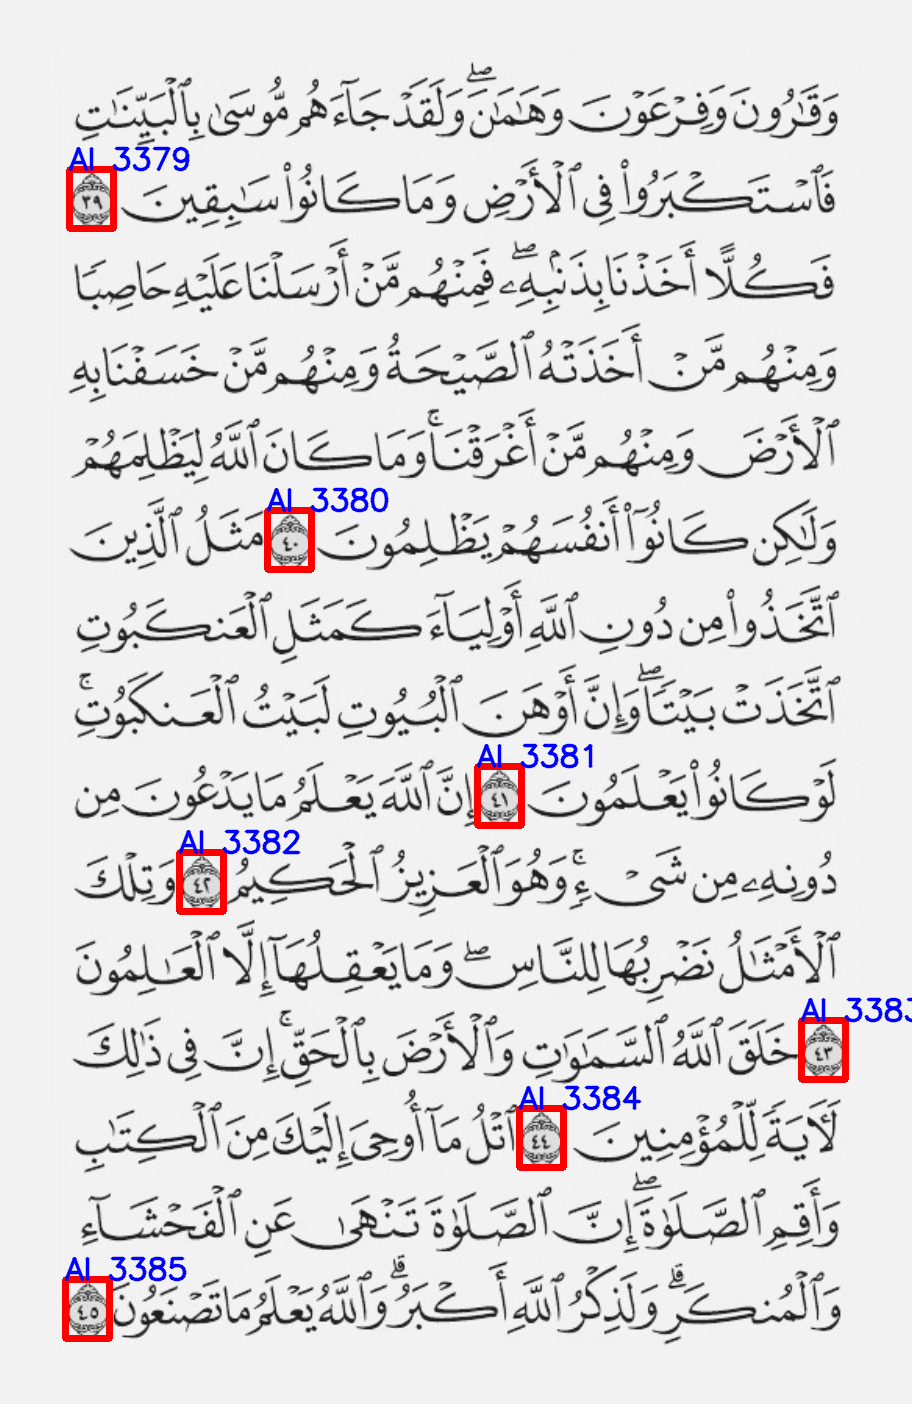 وَقَٰرُونَ وَفِرْعَوْنَ وَهَٰمَٰنَۖ وَلَقَدْ جَآءَهُم مُّوسَىٰ بِٱلْبَيِّنَٰتِ
AI 3379
فَٱسْتَكْبَرُوا۟ فِى ٱلْأَرْضِ وَمَا كَانُوا۟ سَٰبِقِينَ ٣٩
فَكُلًّا أَخَذْنَا بِذَنۢبِهِۦۖ فَمِنْهُم مَّنْ أَرْسَلْنَا عَلَيْهِ حَاصِبًا
وَمِنْهُم مَّنْ أَخَذَتْهُ ٱلصَّيْحَةُ وَمِنْهُم مَّنْ خَسَفْنَا بِهِ
ٱلْأَرْضَ وَمِنْهُم مَّنْ أَغْرَقْنَاۚ وَمَا كَانَ ٱللَّهُ لِيَظْلِمَهُمْ
AI 3380
وَلَٰكِن كَانُوٓا۟ أَنفُسَهُمْ يَظْلِمُونَ ٤٠ مَثَلُ ٱلَّذِينَ
ٱتَّخَذُوا۟ مِن دُونِ ٱللَّهِ أَوْلِيَآءَ كَمَثَلِ ٱلْعَنكَبُوتِ
ٱتَّخَذَتْ بَيْتًاۖ وَإِنَّ أَوْهَنَ ٱلْبُيُوتِ لَبَيْتُ ٱلْعَنكَبُوتِۚ
AI 3381
لَوْ كَانُوا۟ يَعْلَمُونَ ٤١ إِنَّ ٱللَّهَ يَعْلَمُ مَا يَدْعُونَ مِن
AI 3382
دُونِهِۦ مِن شَىْءٍۚ وَهُوَ ٱلْعَزِيزُ ٱلْحَكِيمُ ٤٢ وَتِلْكَ
ٱلْأَمْثَٰلُ نَضْرِبُهَا لِلنَّاسِۖ وَمَا يَعْقِلُهَآ إِلَّا ٱلْعَٰلِمُونَ
AI 3383
٤٣ خَلَقَ ٱللَّهُ ٱلسَّمَٰوَٰتِ وَٱلْأَرْضَ بِٱلْحَقِّۚ إِنَّ فِى ذَٰلِكَ
AI 3384
لَءَايَةً لِّلْمُؤْمِنِينَ ٤٤ ٱتْلُ مَآ أُوحِىَ إِلَيْكَ مِنَ ٱلْكِتَٰبِ
وَأَقِمِ ٱلصَّلَوٰةَۖ إِنَّ ٱلصَّلَوٰةَ تَنْهَىٰ عَنِ ٱلْفَحْشَآءِ
AI 3385
وَٱلْمُنكَرِۗ وَلَذِكْرُ ٱللَّهِ أَكْبَرُۗ وَٱللَّهُ يَعْلَمُ مَا تَصْنَعُونَ ٤٥